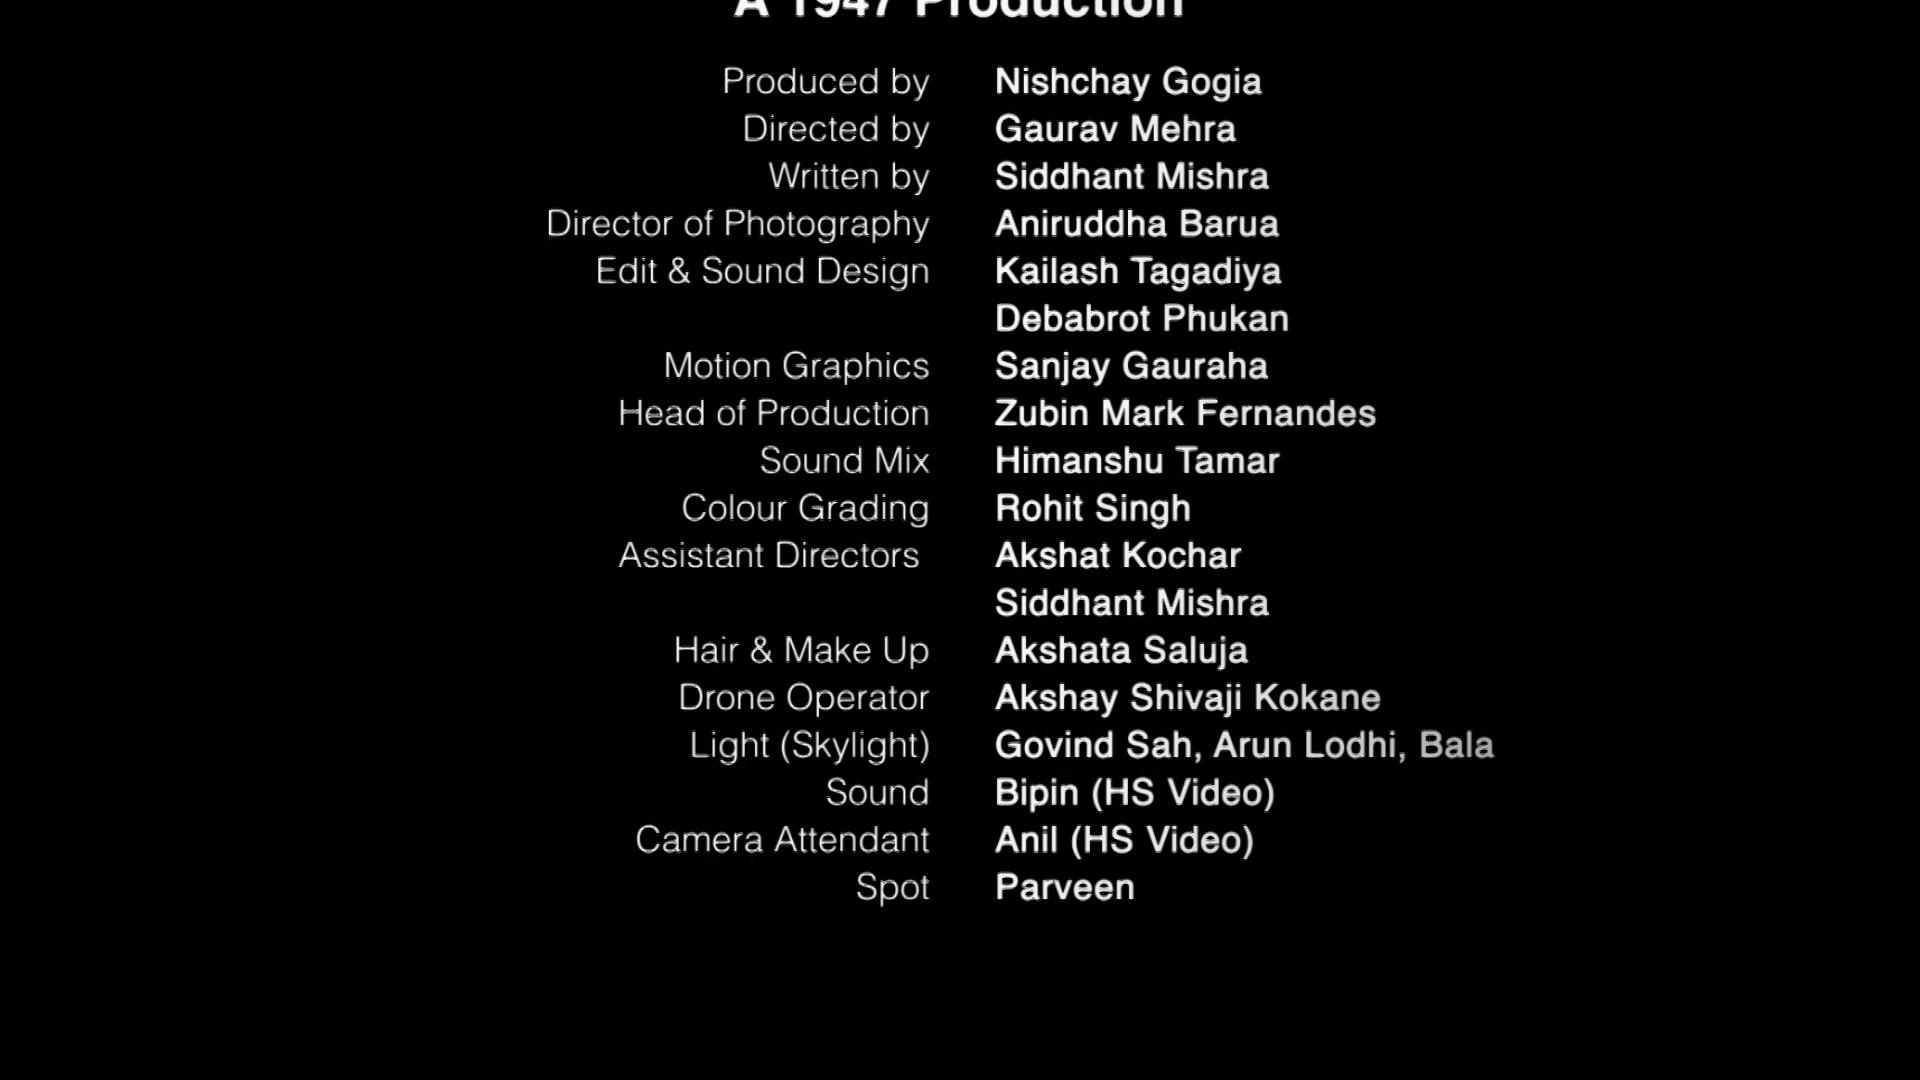 A 1947 Production
Produced by Nishchay Gogia
Directed by Gaurav Mehra
Written by Siddhant Mishra
Director of Photography Aniruddha Barua
Edit & Sound Design Kailash Tagadiya
Debabrot Phukan
Motion Graphics Sanjay Gauraha
Head of Production Zubin Mark Fernandes
Sound Mix Himanshu Tamar
Colour Grading Rohit Singh
Assistant Directors Akshat Kochar
Siddhant Mishra
Hair & Make Up Akshata Saluja
Drone Operator Akshay Shivaji Kokane
Light (Skylight) Govind Sah, Arun Lodhi, Bala
Sound Bipin (HS Video)
Camera Attendant Anil (HS Video)
Spot Parveen